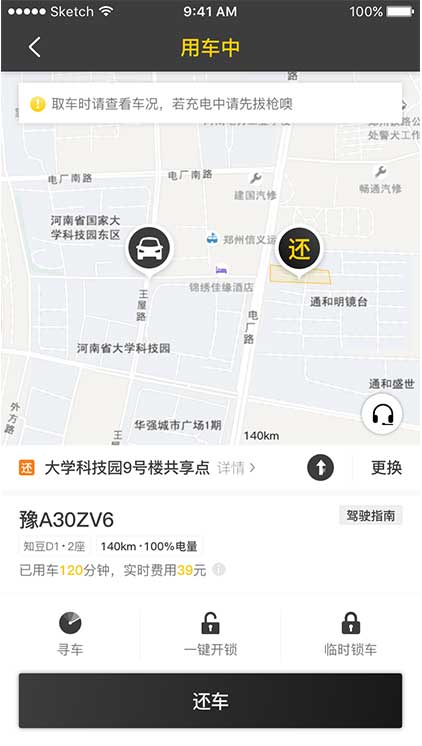 Sketch 9:41 AM 100%
用车中
取车时请查看车况，若充电中请先拔枪噢
处警犬工作
电厂南路
电厂南路
建国汽修
畅通汽修
河南省国家大
学科技园东区
郑州信义运
还
锦绣佳缘酒店
王屋路
通和明镜台
电厂路
河南省大学科技园
通和盛世
外方路
华强城市广场1期
140km
还 大学科技园9号楼共享点 详情 更换
豫A30ZV6 驾驶指南
知豆D1·2座 140km·100%电量
已用车120分钟，实时费用39元
寻车 一键开锁 临时锁车
还车